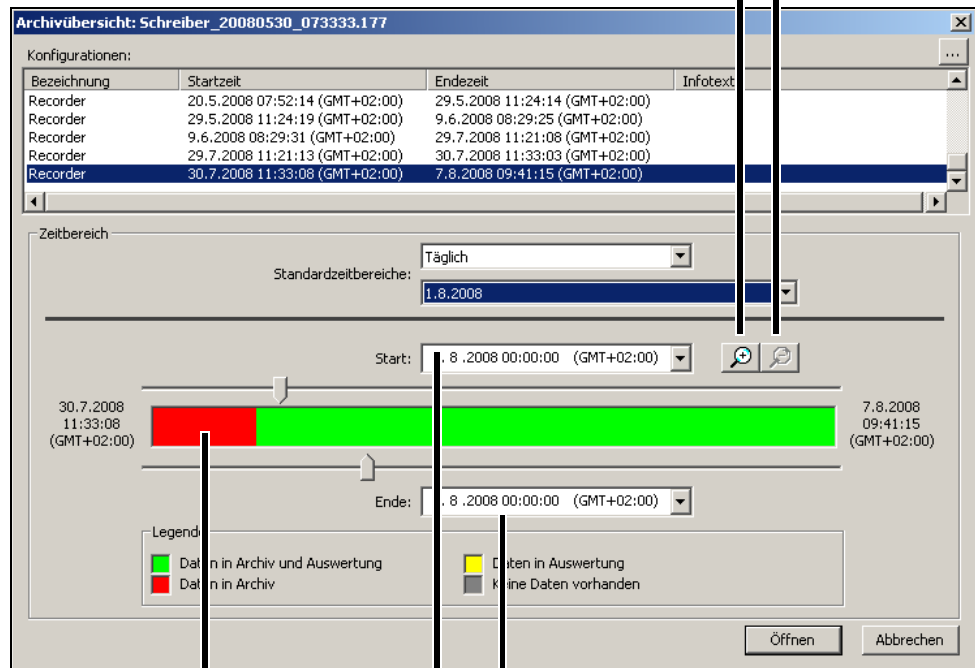 Archivübersicht: Schreiber_20080530_073333.177
Konfigurationen:
...
Bezeichnung Startzeit Endezeit Infotext
Recorder 20.5.2008 07:52:14 (GMT+02:00) 29.5.2008 11:24:14 (GMT+02:00)
Recorder 29.5.2008 11:24:19 (GMT+02:00) 9.6.2008 08:29:25 (GMT+02:00)
Recorder 9.6.2008 08:29:31 (GMT+02:00) 29.7.2008 11:21:08 (GMT+02:00)
Recorder 29.7.2008 11:21:13 (GMT+02:00) 30.7.2008 11:33:03 (GMT+02:00)
Recorder 30.7.2008 11:33:08 (GMT+02:00) 7.8.2008 09:41:15 (GMT+02:00)
Zeitbereich
Standardzeitbereiche:
Täglich
1.8.2008
Start: . 8 .2008 00:00:00 (GMT+02:00)
30.7.2008
11:33:08
(GMT+02:00)
7.8.2008
09:41:15
(GMT+02:00)
Ende: . 8 .2008 00:00:00 (GMT+02:00)
Legende
Daten in Archiv und Auswertung
Daten in Archiv
Daten in Auswertung
Keine Daten vorhanden
Öffnen
Abbrechen